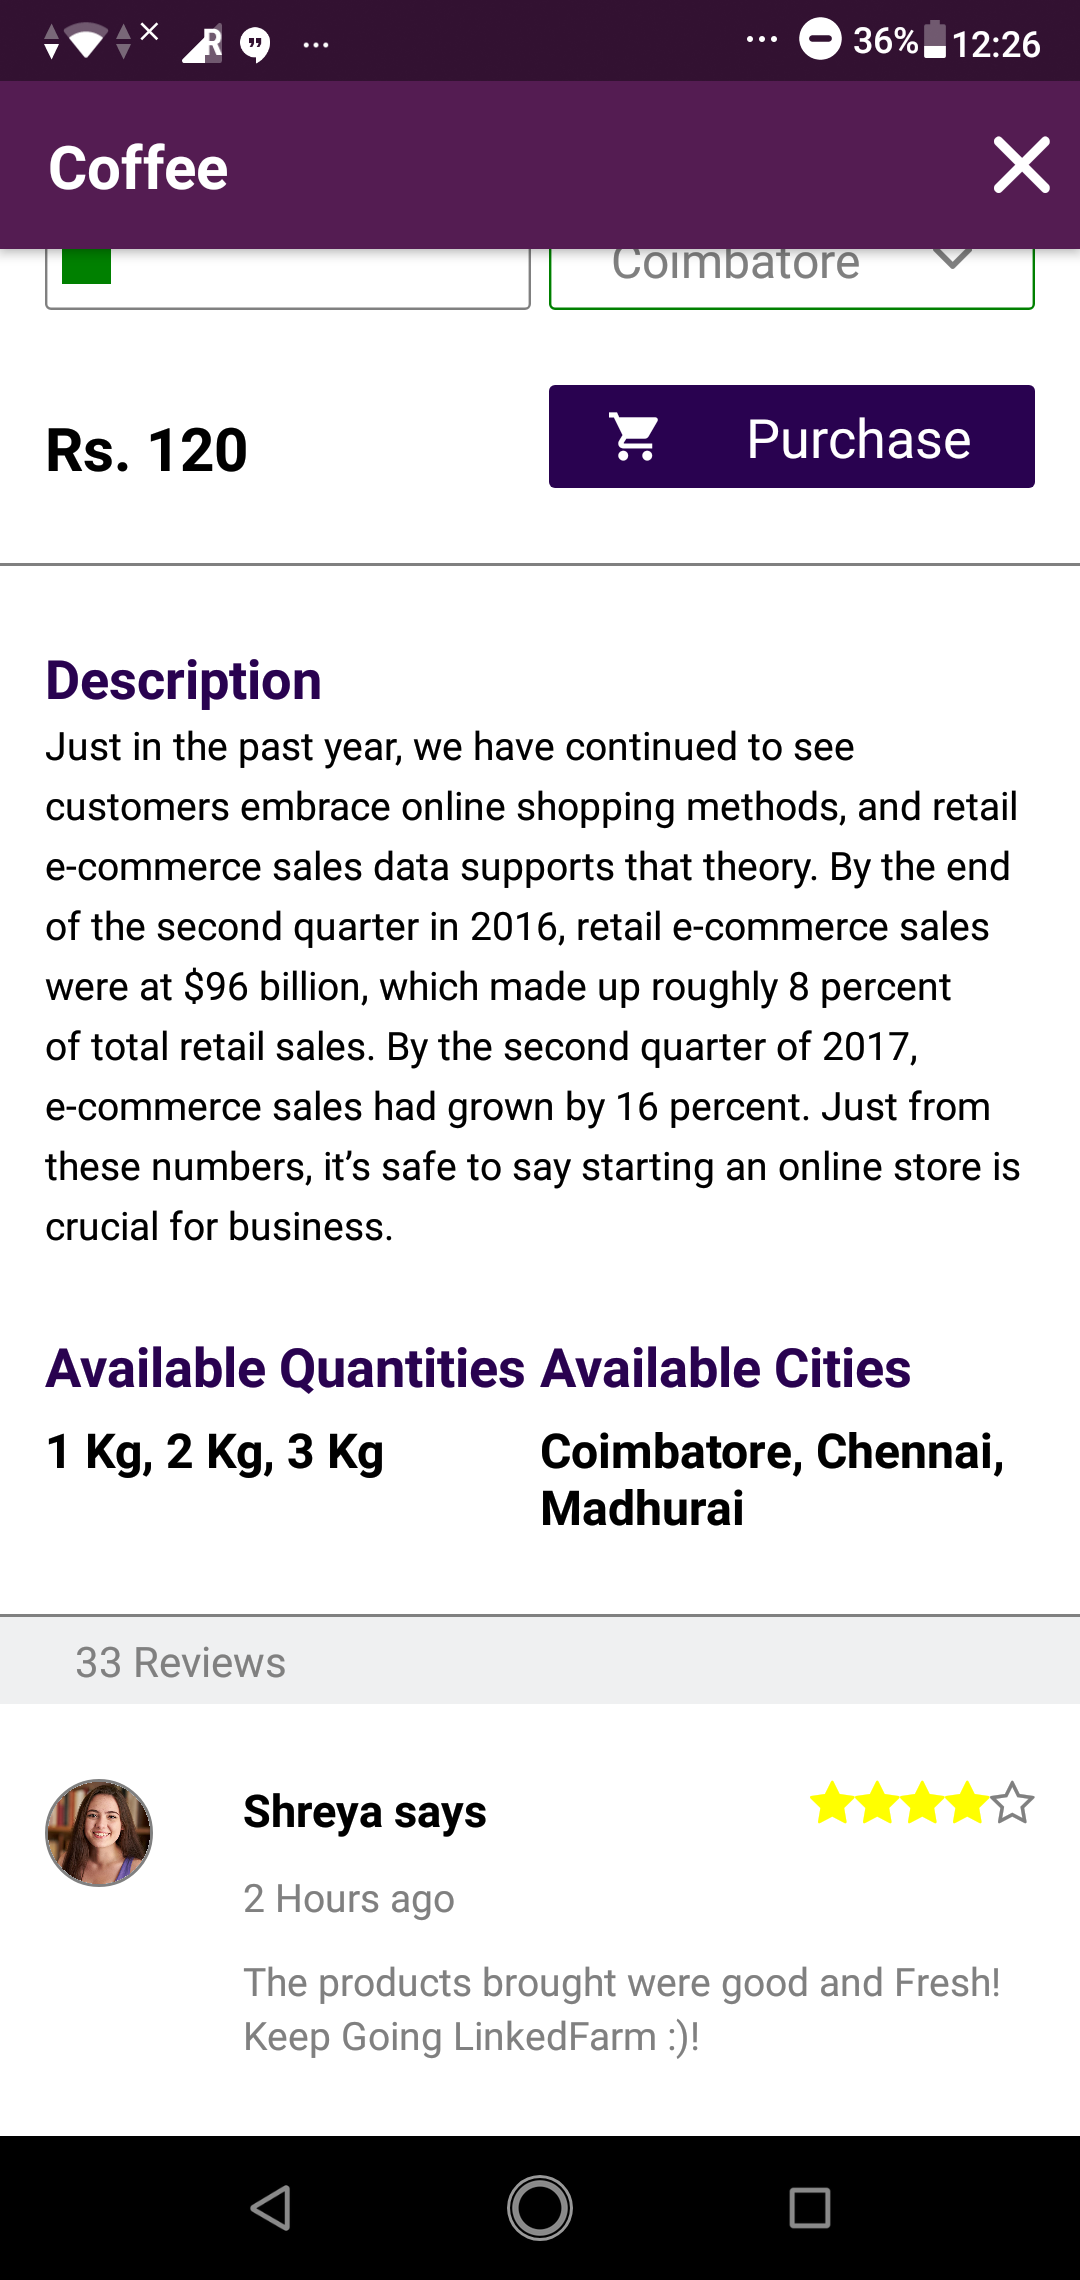 R
36% 12:26
Coffee
Coimbatore
Rs. 120
Purchase
Description
Just in the past year, we have continued to see
customers embrace online shopping methods, and retail
e-commerce sales data supports that theory. By the end
of the second quarter in 2016, retail e-commerce sales
were at $96 billion, which made up roughly 8 percent
of total retail sales. By the second quarter of 2017,
e-commerce sales had grown by 16 percent. Just from
these numbers, it’s safe to say starting an online store is
crucial for business.
Available Quantities
1 Kg, 2 Kg, 3 Kg
Available Cities
Coimbatore, Chennai,
Madhurai
33 Reviews
Shreya says
2 Hours ago
The products brought were good and Fresh!
Keep Going LinkedFarm :)!